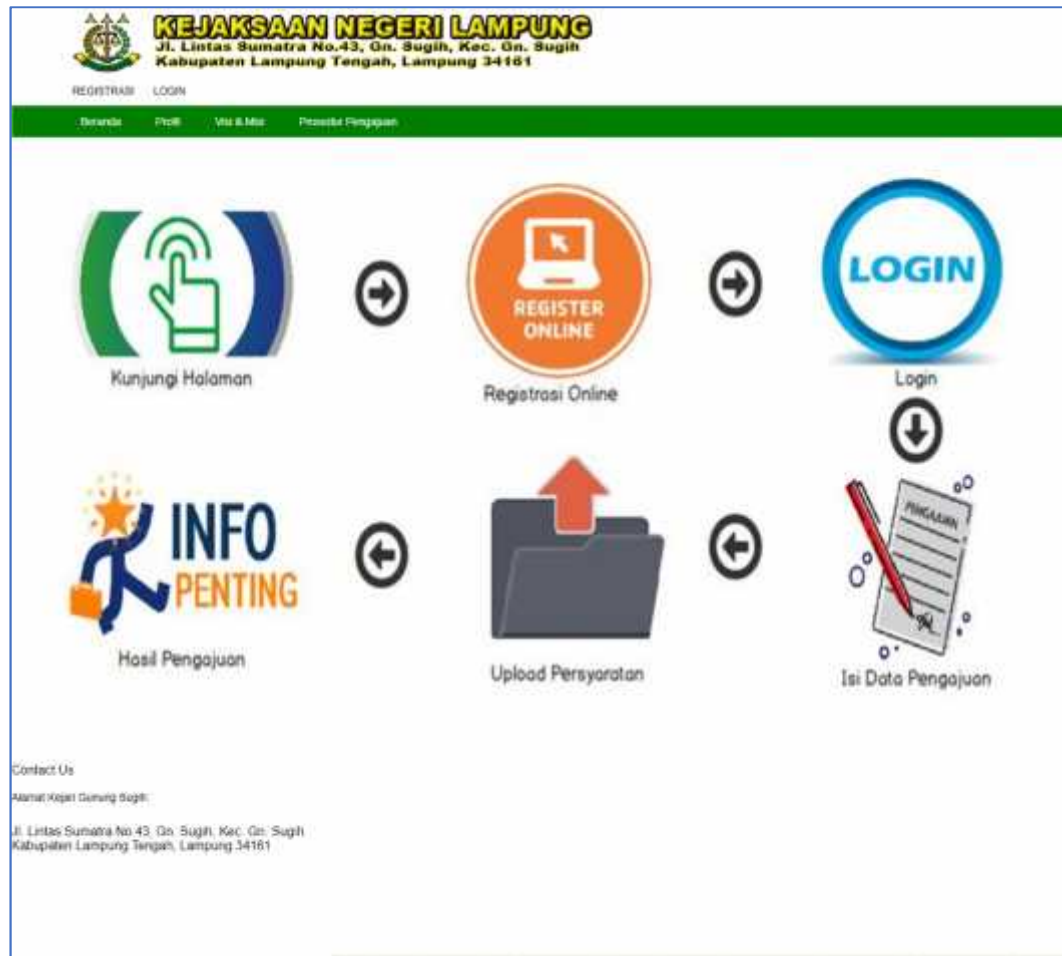 KEJAKSAAN NEGERI LAMPUNG
Jl. Lintas Sumatra No.43, Gn. Sugih, Kec. Gn. Sugih
Kabupaten Lampung Tengah, Lampung 34161
REGISTRASI LOGIN
Beranda Profil Visi & Misi Prosedur Pengajuan
REGISTER
ONLINE
LOGIN
Kunjungi Halaman
Registrasi Online
Login
INFO
PENTING
PENGAJUAN
Hasil Pengajuan
Upload Persyaratan
Isi Data Pengajuan
Contact Us
Alamat Kejari Gunung Sugih:
Jl. Lintas Sumatra No 43, Gn. Sugih, Kec. Gn. Sugih
Kabupaten Lampung Tengah, Lampung 34161